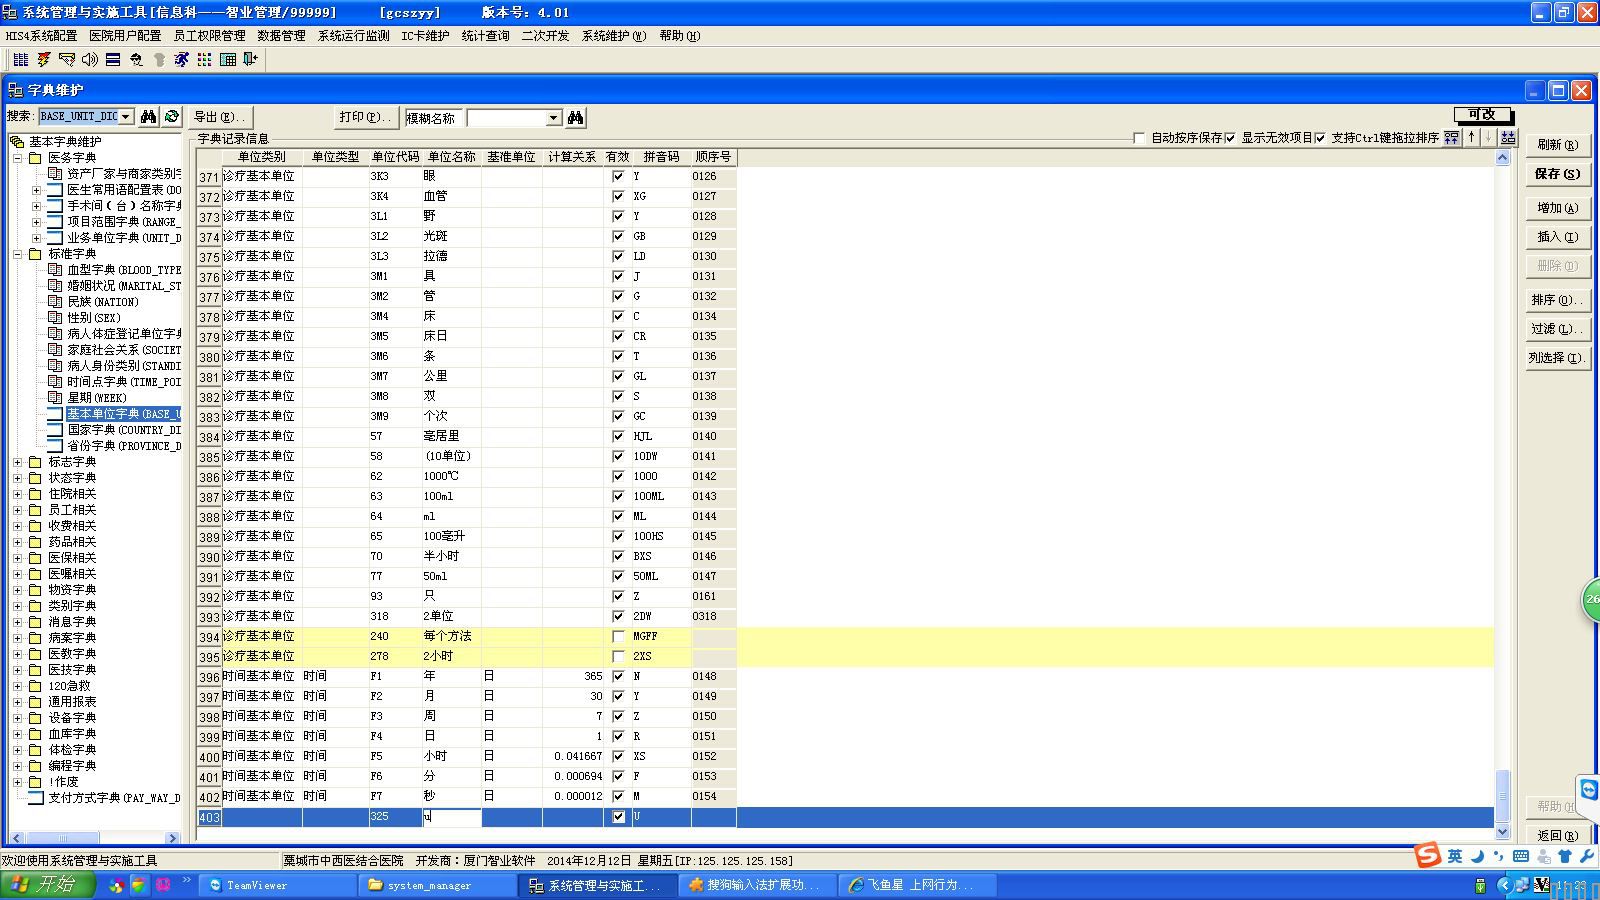 系统管理与实施工具[信息科——智业管理/99999] [gcszyy] 版本号: 4.01
HIS4系统配置 医院用户配置 员工权限管理 数据管理 系统运行监测 IC卡维护 统计查询 二次开发 系统维护(W) 帮助(H)
字典维护
搜索: BASE_UNIT_DIC 导出(E).. 打印(P).. 模糊名称 可改
字典记录信息 自动按序保存 显示无效项目 支持Ctrl键拖拉排序
基本字典维护
医务字典
资产厂家与商家类别字
医生常用语配置表(DO
手术间(台)名称字典
项目范围字典(RANGE_
业务单位字典(UNIT_D
标准字典
血型字典(BLOOD_TYPE
婚姻状况(MARITAL_ST
民族(NATION)
性别(SEX)
病人体症登记单位字典
家庭社会关系(SOCIET
病人身份类别(STANDI
时间点字典(TIME_POI
星期(WEEK)
基本单位字典(BASE_U
国家字典(COUNTRY_DI
省份字典(PROVINCE_D
标志字典
状态字典
住院相关
员工相关
收费相关
药品相关
医保相关
医嘱相关
物资字典
类别字典
消息字典
病案字典
医教字典
医技字典
120急救
通用报表
设备字典
血库字典
体检字典
编程字典
!作废
支付方式字典(PAY_WAY_D
单位类别 单位类型 单位代码 单位名称 基准单位 计算关系 有效 拼音码 顺序号
371 诊疗基本单位 3K3 眼 Y 0126
372 诊疗基本单位 3K4 血管 XG 0127
373 诊疗基本单位 3L1 野 Y 0128
374 诊疗基本单位 3L2 光斑 GB 0129
375 诊疗基本单位 3L3 拉德 LD 0130
376 诊疗基本单位 3M1 具 J 0131
377 诊疗基本单位 3M2 管 G 0132
378 诊疗基本单位 3M4 床 C 0134
379 诊疗基本单位 3M5 床日 CR 0135
380 诊疗基本单位 3M6 条 T 0136
381 诊疗基本单位 3M7 公里 GL 0137
382 诊疗基本单位 3M8 双 S 0138
383 诊疗基本单位 3M9 个次 GC 0139
384 诊疗基本单位 57 毫居里 HJL 0140
385 诊疗基本单位 58 (10单位) 10DW 0141
386 诊疗基本单位 62 1000℃ 1000 0142
387 诊疗基本单位 63 100ml 100ML 0143
388 诊疗基本单位 64 ml ML 0144
389 诊疗基本单位 65 100毫升 100HS 0145
390 诊疗基本单位 70 半小时 BXS 0146
391 诊疗基本单位 77 50ml 50ML 0147
392 诊疗基本单位 93 只 Z 0161
393 诊疗基本单位 318 2单位 2DW 0318
394 诊疗基本单位 240 每个方法 MGFF
395 诊疗基本单位 278 2小时 2XS
396 时间基本单位 时间 F1 年 日 365 N 0148
397 时间基本单位 时间 F2 月 日 30 Y 0149
398 时间基本单位 时间 F3 周 日 7 Z 0150
399 时间基本单位 时间 F4 日 日 1 R 0151
400 时间基本单位 时间 F5 小时 日 0.041667 XS 0152
401 时间基本单位 时间 F6 分 日 0.000694 F 0153
402 时间基本单位 时间 F7 秒 日 0.000012 M 0154
403 325 u U
刷新(R)
保存(S)
增加(A)
插入(I)
删除(D)
排序(O)..
过滤(L)..
列选择(I).
26
帮助(H
返回(R)
欢迎使用系统管理与实施工具 藁城市中西医结合医院 开发商:厦门智业软件 2014年12月12日 星期五[IP:125.125.125.158]
英
开始 TeamViewer system_manager 系统管理与实施工... 搜狗输入法扩展功... 飞鱼星 上网行为...